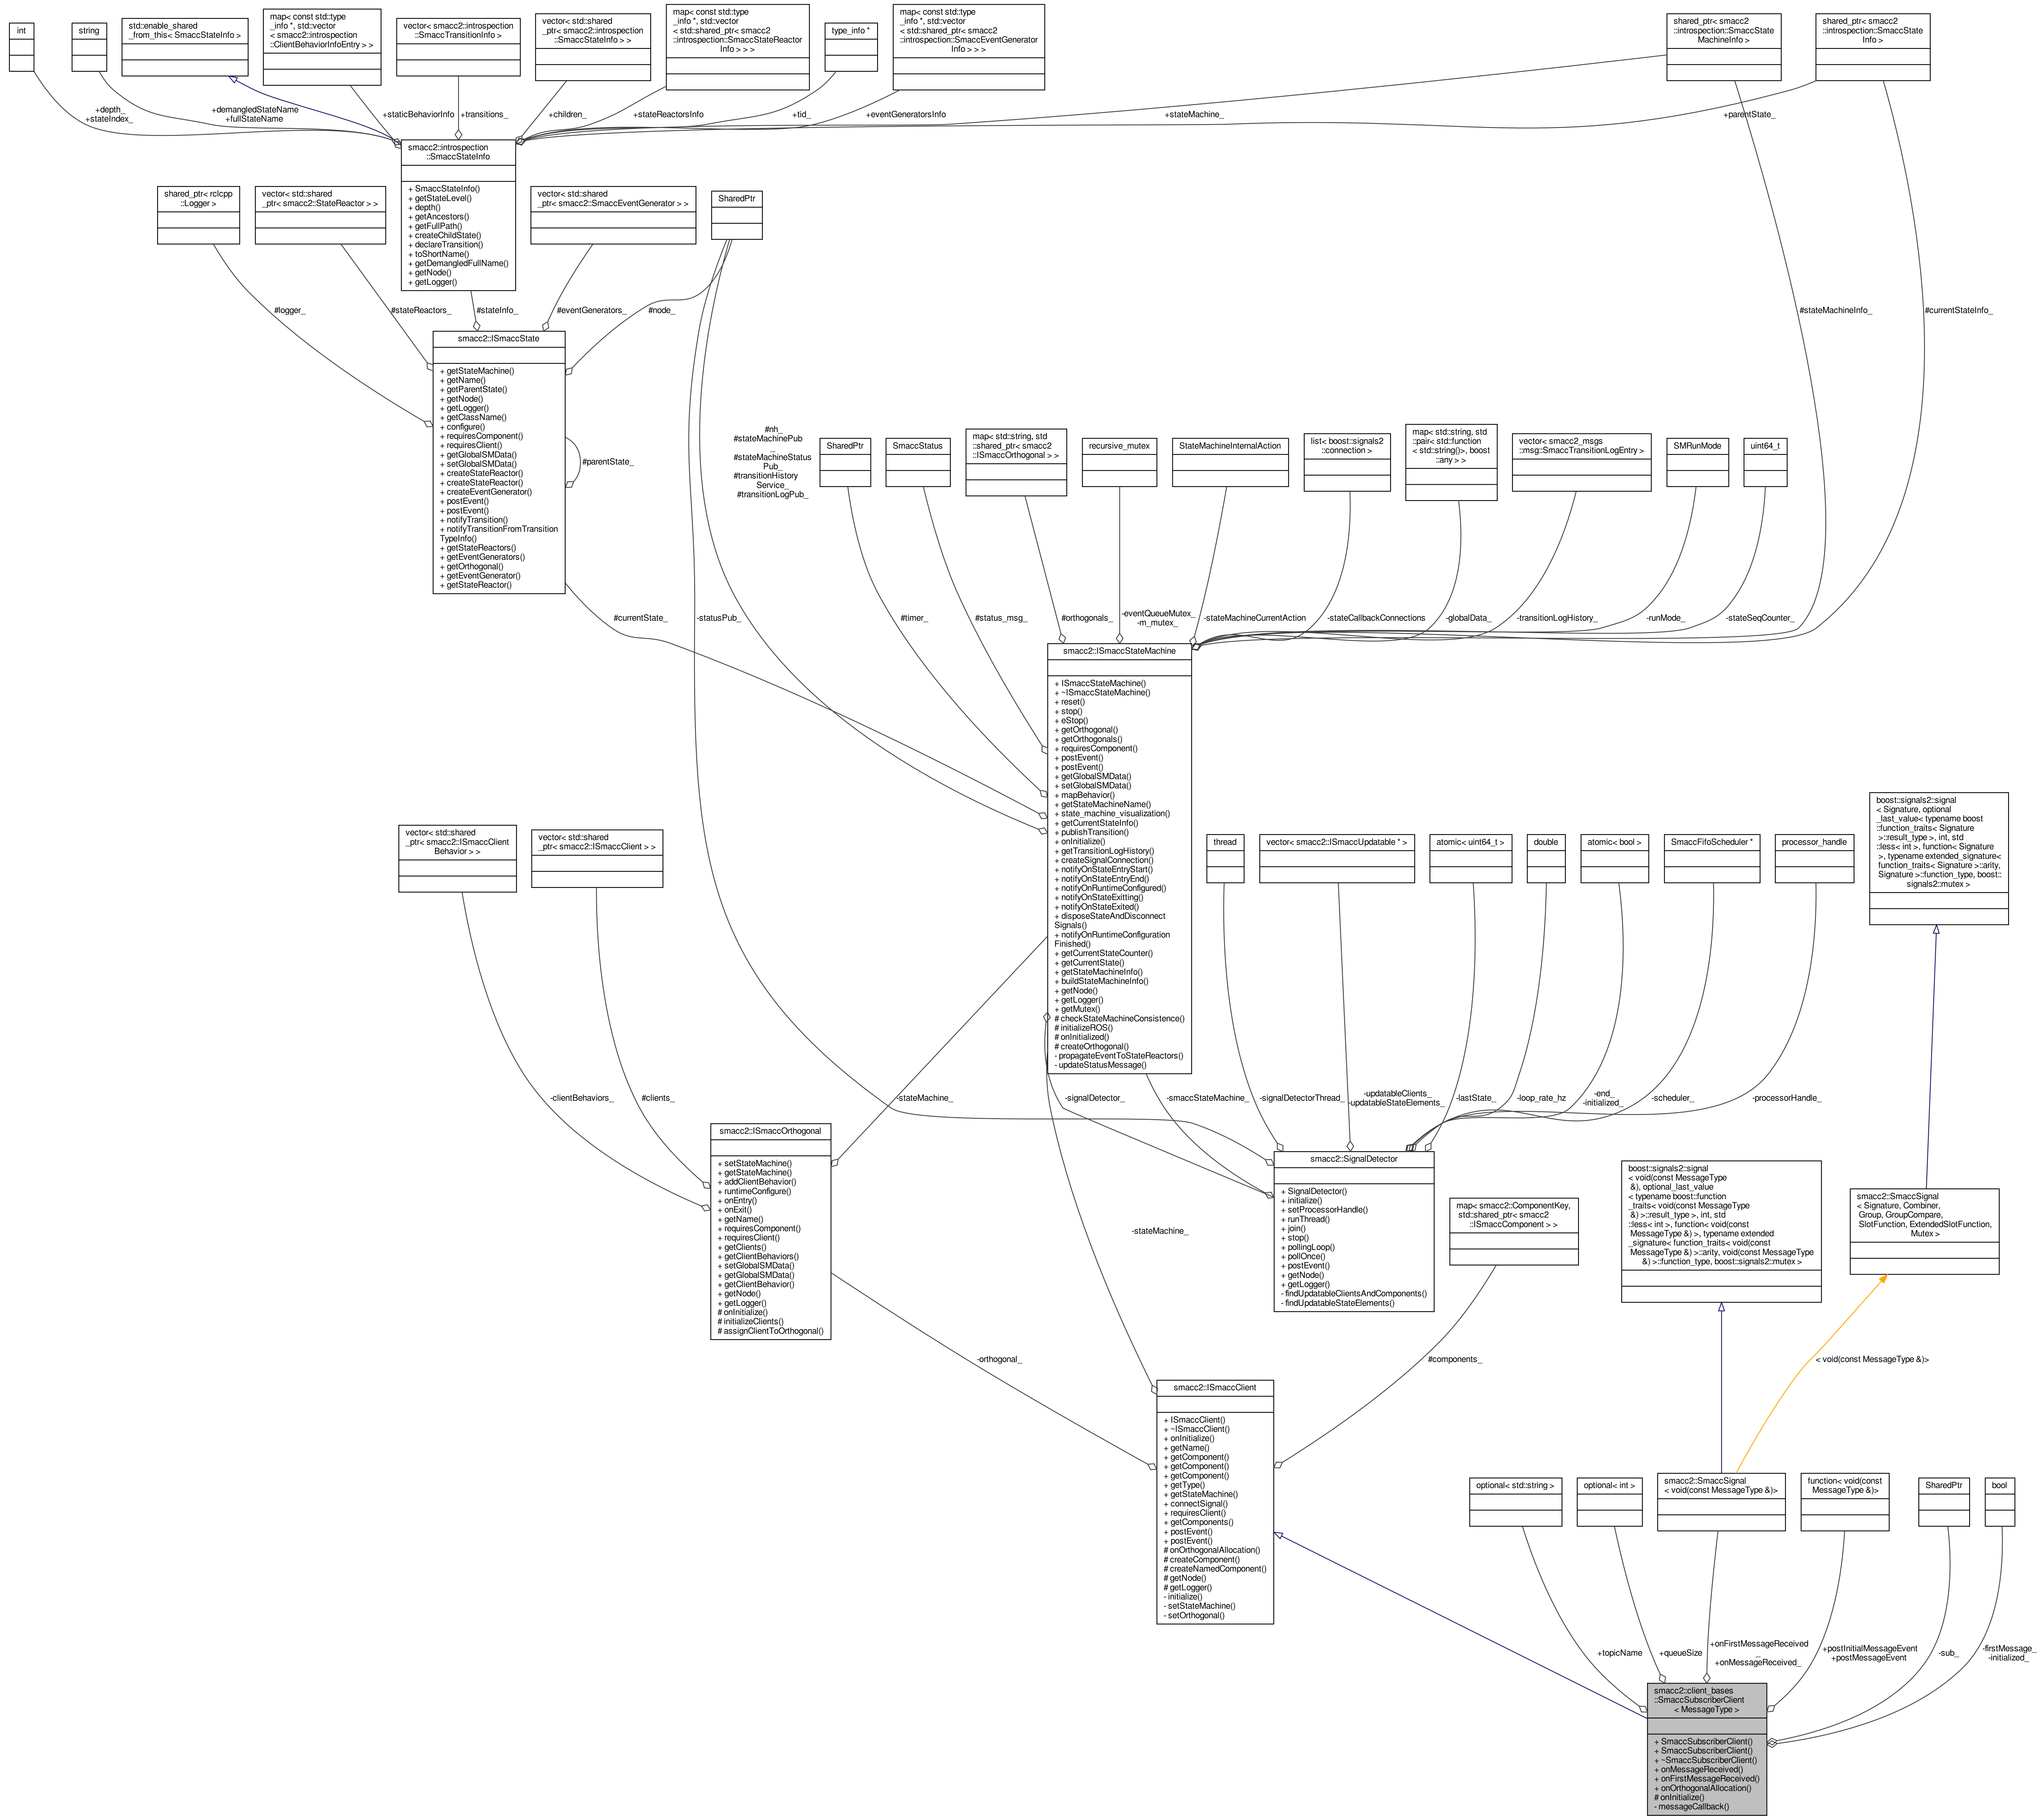 int
string
std::enable_shared
_from_this< SmaccStateInfo >
map< const std::type
_info *, std::vector
< smacc2::introspection
::ClientBehaviorInfoEntry > >
vector< smacc2::introspection
::SmaccTransitionInfo >
vector< std::shared
_ptr< smacc2::introspection
::SmaccStateInfo > >
map< const std::type
_info *, std::vector
< std::shared_ptr< smacc2
::introspection::SmaccStateReactor
Info > > >
type_info *
map< const std::type
_info *, std::vector
< std::shared_ptr< smacc2
::introspection::SmaccEventGenerator
Info > > >
shared_ptr< smacc2
::introspection::SmaccState
MachineInfo >
shared_ptr< smacc2
::introspection::SmaccState
Info >
+depth_
+stateIndex_
+demangledStateName
+fullStateName
+staticBehaviorInfo
+transitions_
+children_
+stateReactorsInfo
+tid_
+eventGeneratorsInfo
+stateMachine_
+parentState_
smacc2::introspection
::SmaccStateInfo
+ SmaccStateInfo()
+ getStateLevel()
+ depth()
+ getAncestors()
+ getFullPath()
+ createChildState()
+ declareTransition()
+ toShortName()
+ getDemangledFullName()
+ getNode()
+ getLogger()
shared_ptr< rclcpp
::Logger >
vector< std::shared
_ptr< smacc2::StateReactor > >
vector< std::shared
_ptr< smacc2::SmaccEventGenerator > >
SharedPtr
#logger_
#stateReactors_
#stateInfo_
#eventGenerators_
#node_
#stateMachineInfo_
#currentStateInfo_
smacc2::ISmaccState
+ getStateMachine()
+ getName()
+ getParentState()
+ getNode()
+ getLogger()
+ getClassName()
+ configure()
+ requiresComponent()
+ requiresClient()
+ getGlobalSMData()
+ setGlobalSMData()
+ createStateReactor()
+ createStateReactor()
+ createEventGenerator()
+ postEvent()
+ postEvent()
+ notifyTransition()
+ notifyTransitionFromTransition
TypeInfo()
+ getStateReactors()
+ getEventGenerators()
+ getOrthogonal()
+ getEventGenerator()
+ getStateReactor()
#parentState_
#nh_
#stateMachinePub
_
#stateMachineStatus
Pub_
#transitionHistory
Service_
#transitionLogPub_
SharedPtr
SmaccStatus
map< std::string, std
::shared_ptr< smacc2
::ISmaccOrthogonal > >
recursive_mutex
StateMachineInternalAction
list< boost::signals2
::connection >
map< std::string, std
::pair< std::function
< std::string()>, boost
::any > >
vector< smacc2_msgs
::msg::SmaccTransitionLogEntry >
SMRunMode
uint64_t
#currentState_
-statusPub_
#timer_
#status_msg_
#orthogonals_
-eventQueueMutex_
-m_mutex_
-stateMachineCurrentAction
-stateCallbackConnections
-globalData_
-transitionLogHistory_
-runMode_
-stateSeqCounter_
smacc2::ISmaccStateMachine
+ ISmaccStateMachine()
+ ~ISmaccStateMachine()
+ reset()
+ stop()
+ eStop()
+ getOrthogonal()
+ getOrthogonals()
+ requiresComponent()
+ postEvent()
+ postEvent()
+ getGlobalSMData()
+ setGlobalSMData()
+ mapBehavior()
+ getStateMachineName()
+ state_machine_visualization()
+ getCurrentStateInfo()
+ publishTransition()
+ onInitialize()
+ getTransitionLogHistory()
+ createSignalConnection()
+ notifyOnStateEntryStart()
+ notifyOnStateEntryEnd()
+ notifyOnRuntimeConfigured()
+ notifyOnStateExitting()
+ notifyOnStateExited()
+ disposeStateAndDisconnect
Signals()
+ notifyOnRuntimeConfiguration
Finished()
+ getCurrentStateCounter()
+ getCurrentState()
+ getStateMachineInfo()
+ buildStateMachineInfo()
+ getNode()
+ getLogger()
+ getMutex()
# checkStateMachineConsistence()
# initializeROS()
# onInitialized()
# createOrthogonal()
- propagateEventToStateReactors()
- updateStatusMessage()
vector< std::shared
_ptr< smacc2::ISmaccClient
Behavior > >
vector< std::shared
_ptr< smacc2::ISmaccClient > >
thread
vector< smacc2::ISmaccUpdatable * >
atomic< uint64_t >
double
atomic< bool >
SmaccFifoScheduler *
processor_handle
boost::signals2::signal
< Signature, optional
_last_value< typename boost
::function_traits< Signature
>::result_type >, int, std
::less< int >, function< Signature
>, typename extended_signature<
function_traits< Signature >::arity,
Signature >::function_type, boost::
signals2::mutex >
-clientBehaviors_
#clients_
-stateMachine_
-signalDetector_
-smaccStateMachine_
-signalDetectorThread_
-updatableClients_
-updatableStateElements_
-lastState_
-loop_rate_hz
-end_
-initialized_
-scheduler_
-processorHandle_
smacc2::ISmaccOrthogonal
+ setStateMachine()
+ getStateMachine()
+ addClientBehavior()
+ runtimeConfigure()
+ onEntry()
+ onExit()
+ getName()
+ requiresComponent()
+ requiresClient()
+ getClients()
+ getClientBehaviors()
+ setGlobalSMData()
+ getGlobalSMData()
+ getClientBehavior()
+ getNode()
+ getLogger()
# onInitialize()
# initializeClients()
# assignClientToOrthogonal()
smacc2::SignalDetector
+ SignalDetector()
+ initialize()
+ setProcessorHandle()
+ runThread()
+ join()
+ stop()
+ pollingLoop()
+ pollOnce()
+ postEvent()
+ getNode()
+ getLogger()
- findUpdatableClientsAndComponents()
- findUpdatableStateElements()
map< smacc2::ComponentKey,
std::shared_ptr< smacc2
::ISmaccComponent > >
boost::signals2::signal
< void(const MessageType
&), optional_last_value
< typename boost::function
_traits< void(const MessageType
&) >::result_type >, int, std
::less< int >, function< void(const
MessageType &) >, typename extended
_signature< function_traits< void(const
MessageType &) >::arity, void(const MessageType
&) >::function_type, boost::signals2::mutex >
smacc2::SmaccSignal
< Signature, Combiner,
Group, GroupCompare,
SlotFunction, ExtendedSlotFunction,
Mutex >
-stateMachine_
-orthogonal_
#components_
< void(const MessageType &)>
smacc2::ISmaccClient
+ ISmaccClient()
+ ~ISmaccClient()
+ onInitialize()
+ getName()
+ getComponent()
+ getComponent()
+ getComponent()
+ getType()
+ getStateMachine()
+ connectSignal()
+ requiresClient()
+ getComponents()
+ postEvent()
+ postEvent()
# onOrthogonalAllocation()
# createComponent()
# createNamedComponent()
# getNode()
# getLogger()
- initialize()
- setStateMachine()
- setOrthogonal()
optional< std::string >
optional< int >
smacc2::SmaccSignal
< void(const MessageType &)>
function< void(const
MessageType &)>
SharedPtr
bool
+topicName
+queueSize
+onFirstMessageReceived
_
+onMessageReceived_
+postInitialMessageEvent
+postMessageEvent
-sub_
-firstMessage_
-initialized_
smacc2::client_bases
::SmaccSubscriberClient
< MessageType >
+ SmaccSubscriberClient()
+ SmaccSubscriberClient()
+ ~SmaccSubscriberClient()
+ onMessageReceived()
+ onFirstMessageReceived()
+ onOrthogonalAllocation()
# onInitialize()
- messageCallback()